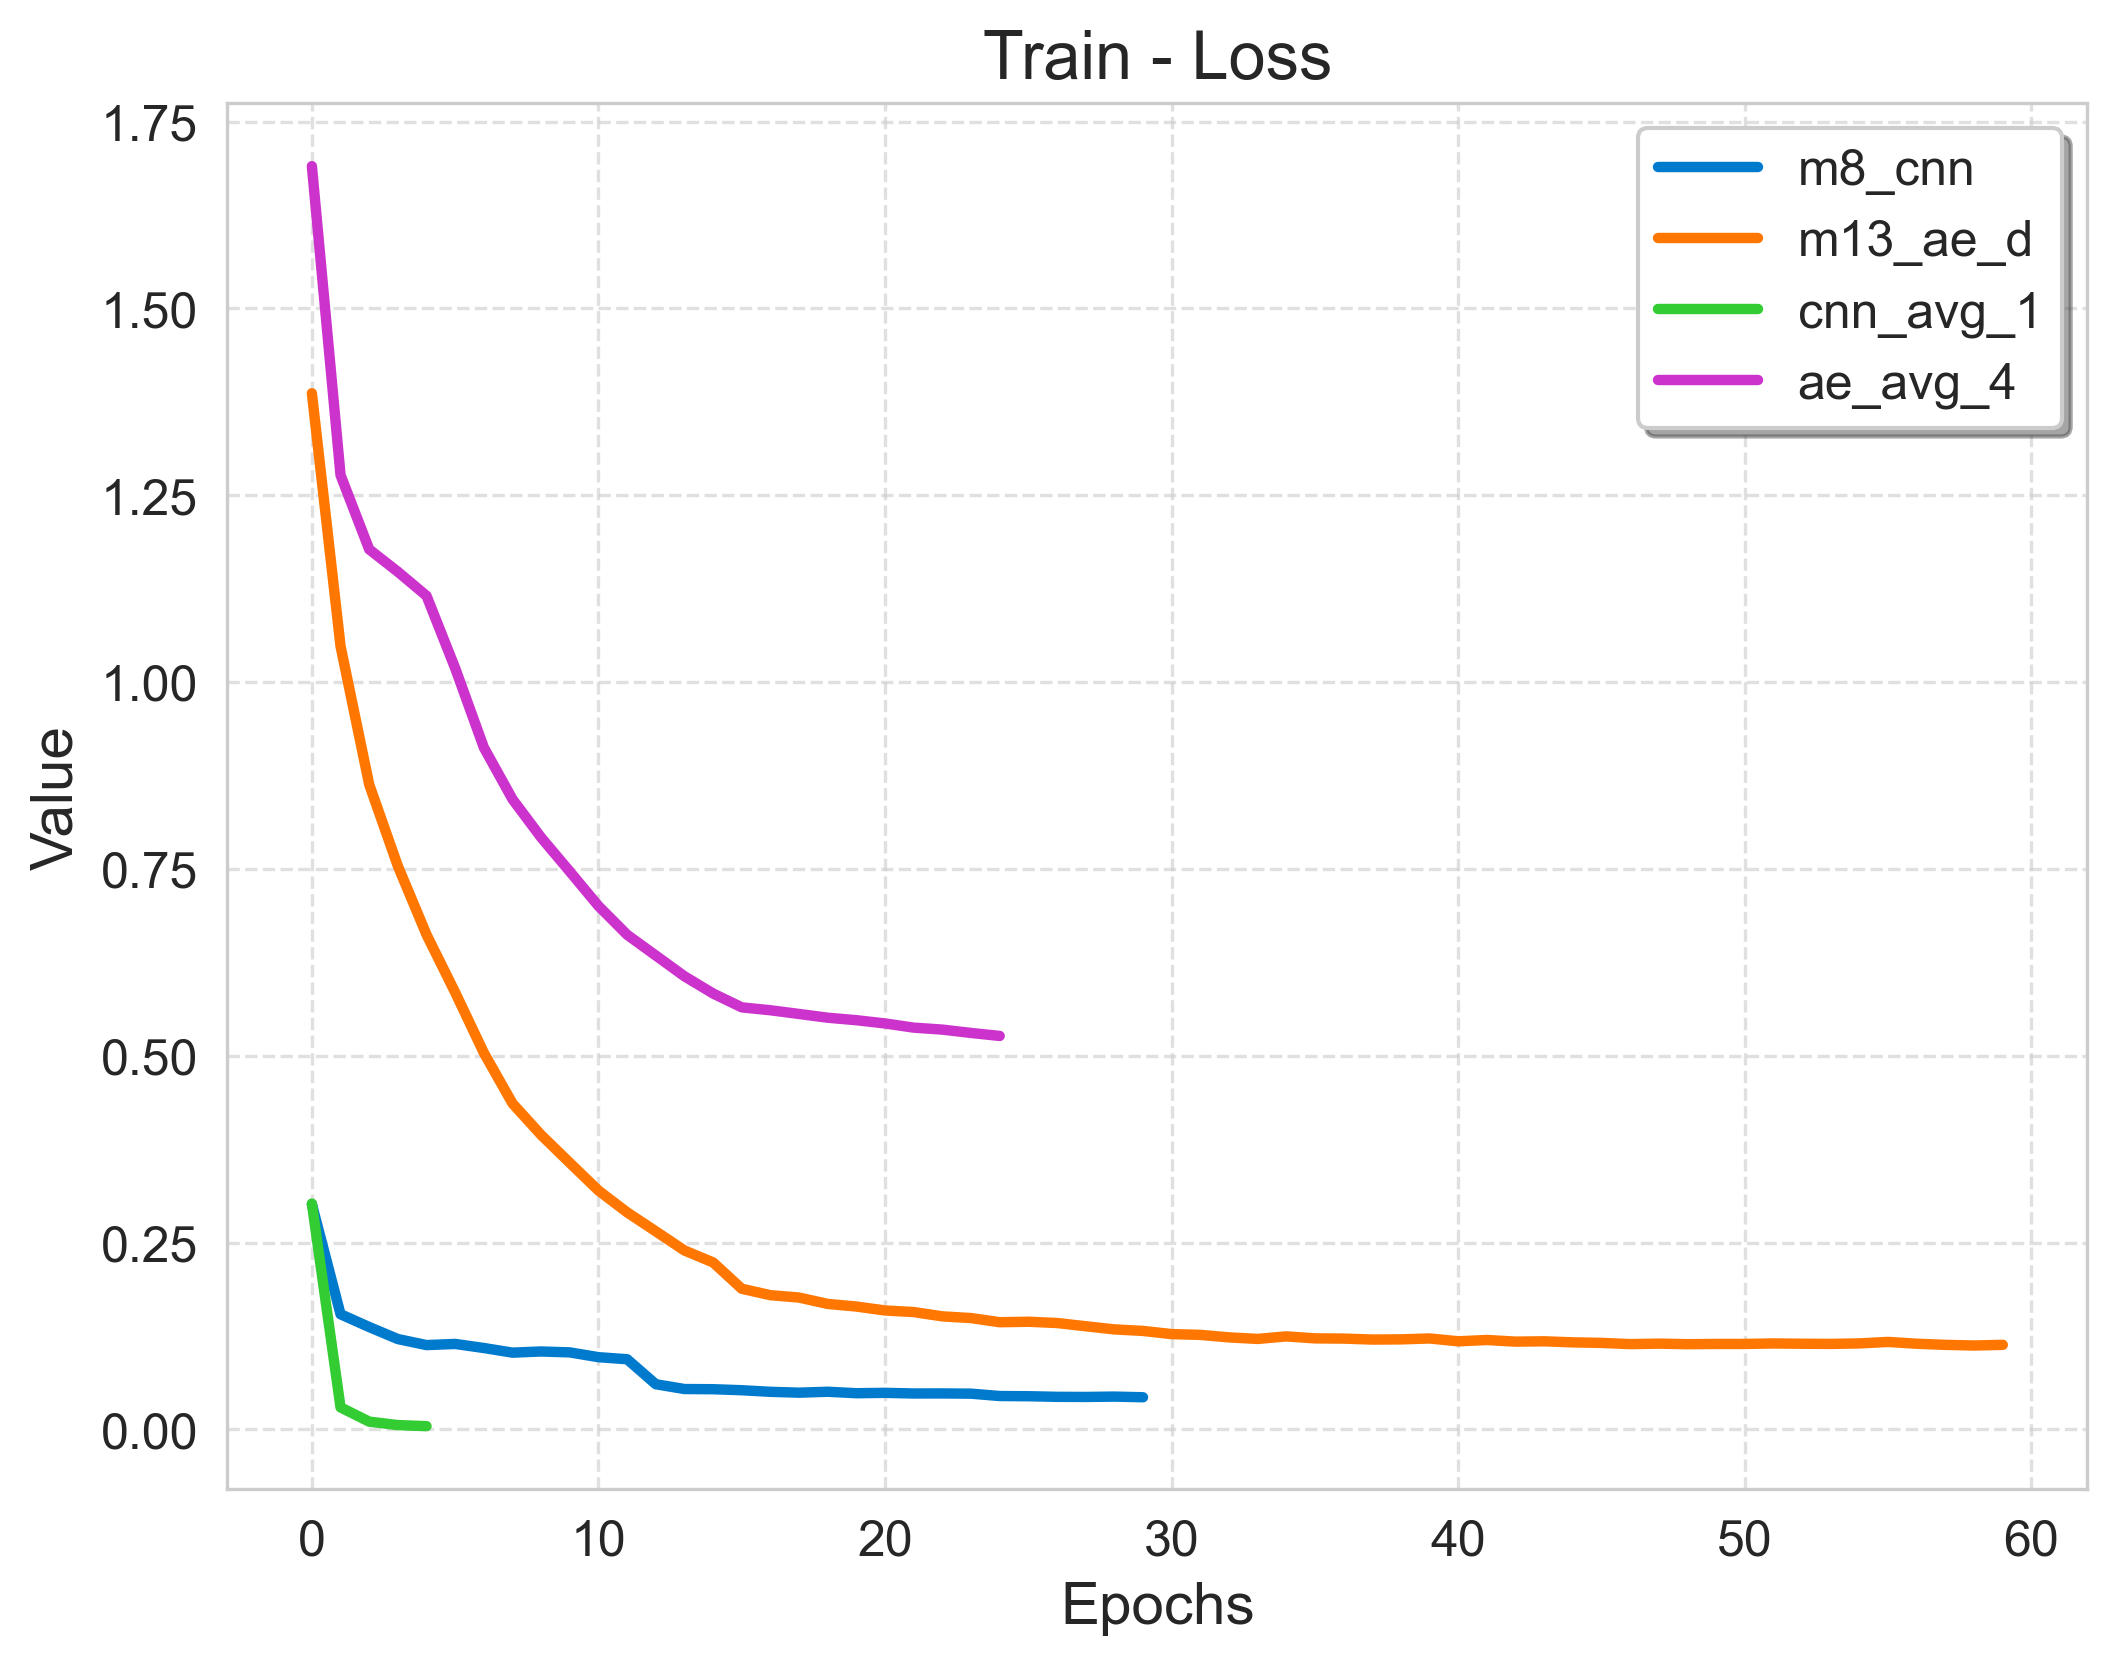 Train - Loss
1.75
1.50
1.25
1.00
0.75
0.50
0.25
0.00
Value
m8_cnn
m13_ae_d
cnn_avg_1
ae_avg_4
0 10 20 30 40 50 60
Epochs